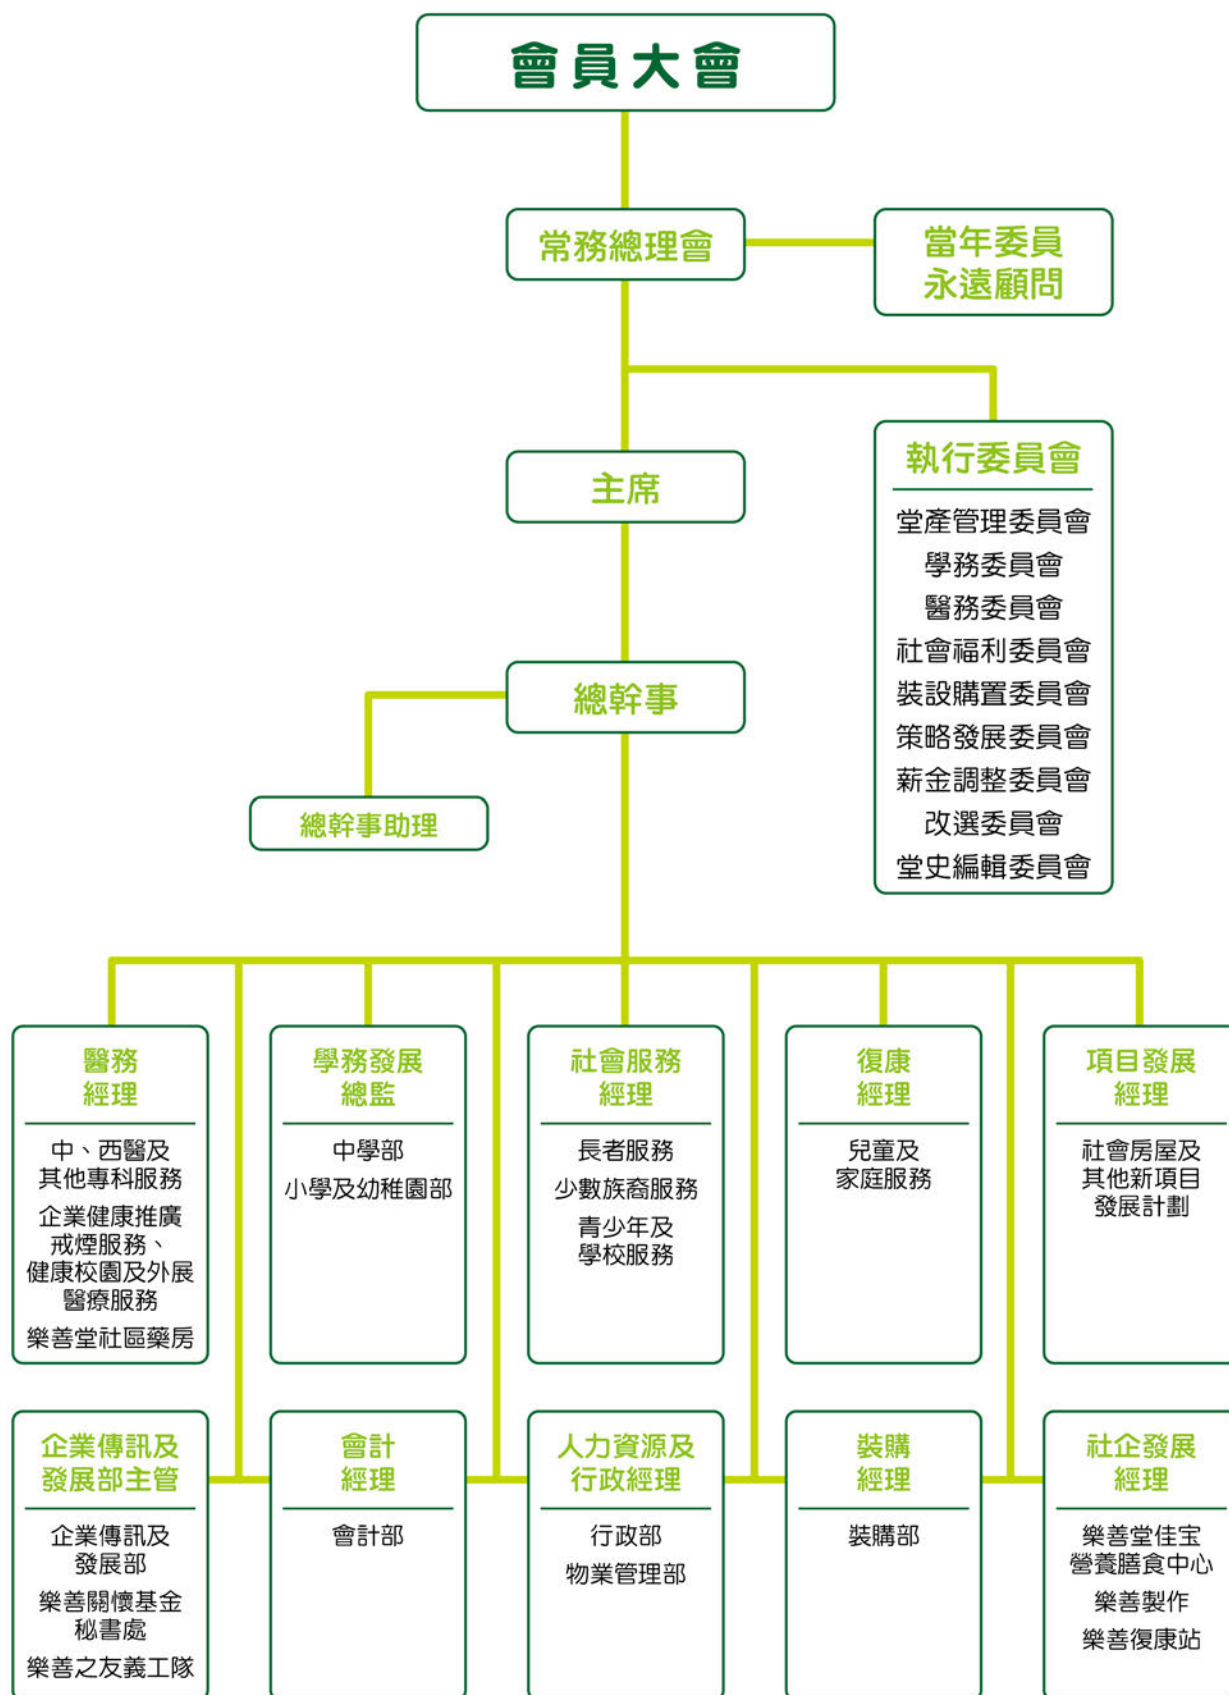 會員大會
常務總理會
當年委員
永遠顧問
主席
執行委員會
堂產管理委員會
學務委員會
醫務委員會
社會福利委員會
裝設購置委員會
策略發展委員會
薪金調整委員會
改選委員會
堂史編輯委員會
總幹事
總幹事助理
醫務
經理
中、西醫及
其他專科服務
企業健康推廣
戒煙服務、
健康校園及外展
醫療服務
樂善堂社區藥房
學務發展
總監
中學部
小學及幼稚園部
社會服務
經理
長者服務
少數族裔服務
青少年及
學校服務
復康
經理
兒童及
家庭服務
項目發展
經理
社會房屋及
其他新項目
發展計劃
企業傳訊及
發展部主管
企業傳訊及
發展部
樂善關懷基金
秘書處
樂善之友義工隊
會計
經理
會計部
人力資源及
行政經理
行政部
物業管理部
裝購
經理
裝購部
社企發展
經理
樂善堂佳宝
營養膳食中心
樂善製作
樂善復康站